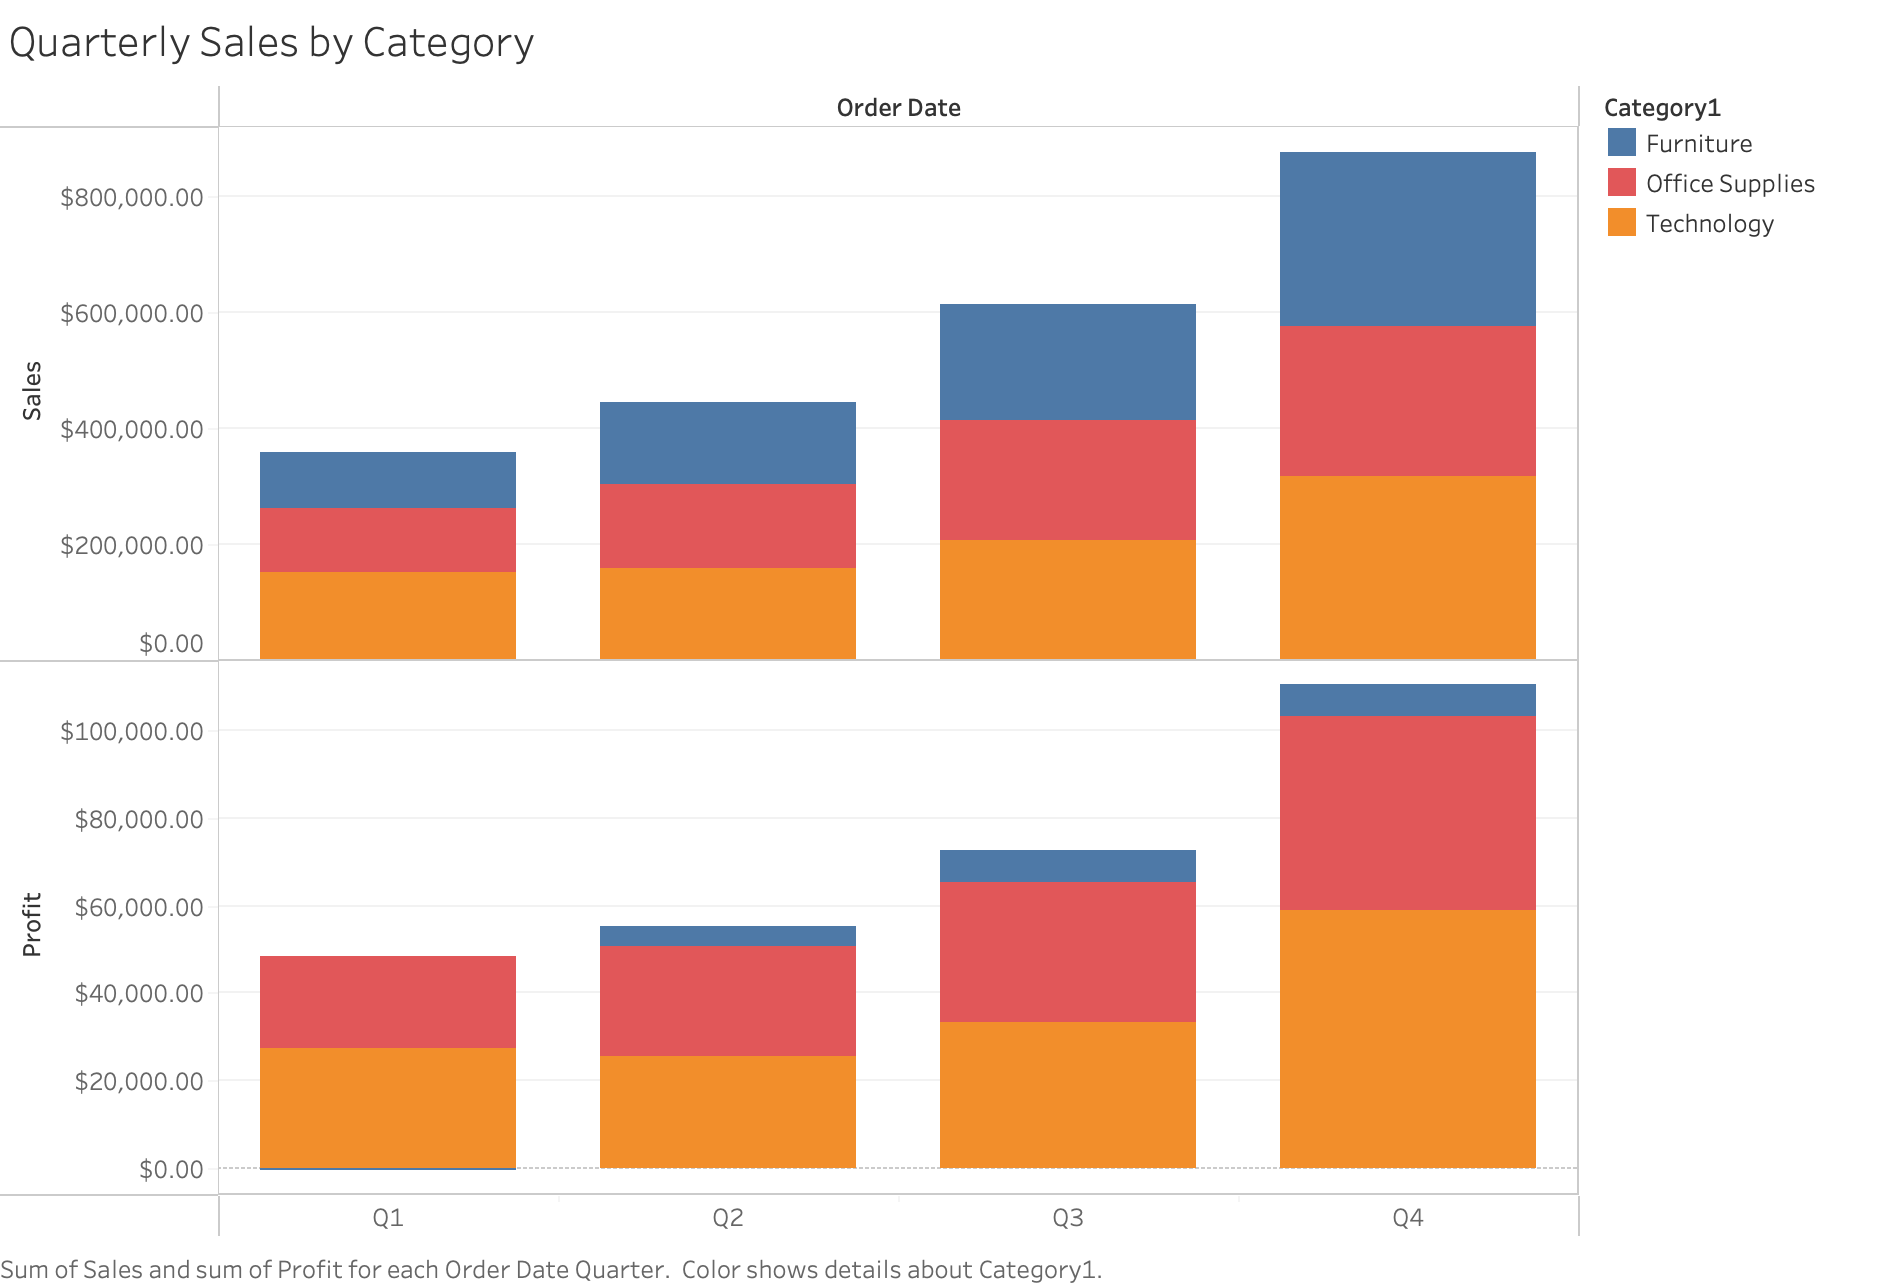 Quarterly Sales by Category
Order Date
Category1
Furniture
Office Supplies
Technology
Sales
$800,000.00
$600,000.00
$400,000.00
$200,000.00
$0.00
Profit
$100,000.00
$80,000.00
$60,000.00
$40,000.00
$20,000.00
$0.00
Q1 Q2 Q3 Q4
Sum of Sales and sum of Profit for each Order Date Quarter.  Color shows details about Category1.